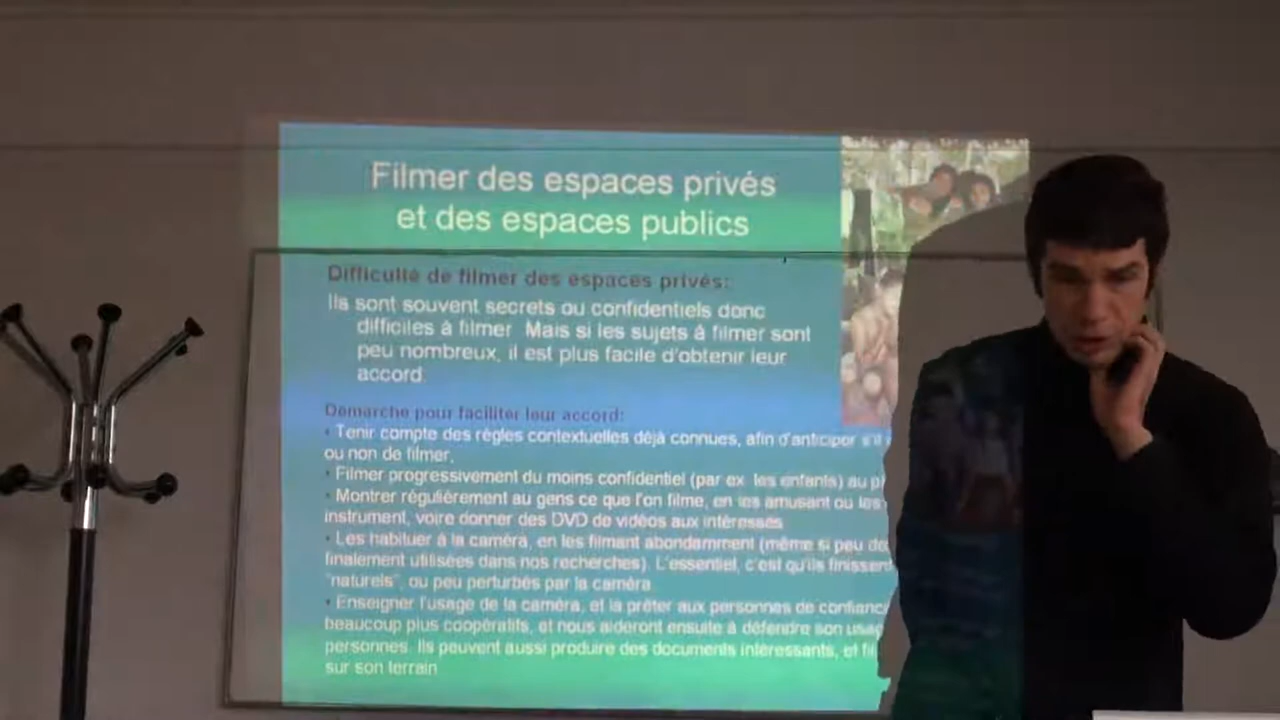 Filmer des espaces privés
et des espaces publics
Difficulté de filmer des espaces privés:
Ils sont souvent secrets ou confidentiels donc
difficiles à filmer. Mais si les sujets à filmer sont
peu nombreux, il est plus facile d'obtenir leur
accord.
Démarche pour faciliter leur accord:
• Tenir compte des règles contextuelles déjà connues, afin d'anticiper s'il
ou non de filmer,
• Filmer progressivement du moins confidentiel (par ex. les enfants) au
• Montrer régulièrement au gens ce que l'on filme, en les amusant ou les
instrument, voire donner des DVD de vidéos aux intéressés
• Les habituer à la caméra, en les filmant abondamment (même si peu
finalement utilisées dans nos recherches). L'essentiel, c'est qu'ils finissent
"naturels", ou peu perturbés par la caméra
• Enseigner l'usage de la caméra, et la prêter aux personnes de
beaucoup plus coopératifs, et nous aideront ensuite à défendre son
personnes. Ils peuvent aussi produire des documents intéressants, et
sur son terrain